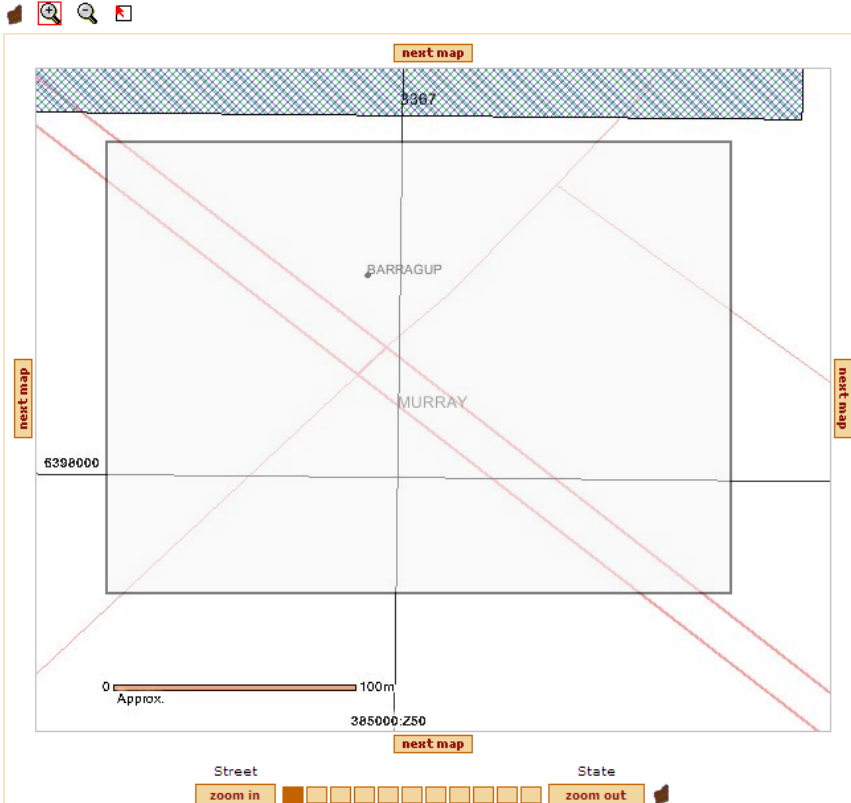 next map
3367
BARRAGUP
next map
next map
MURRAY
6398000
0 100m
Approx.
385000:Z50
next map
Street State
zoom in zoom out